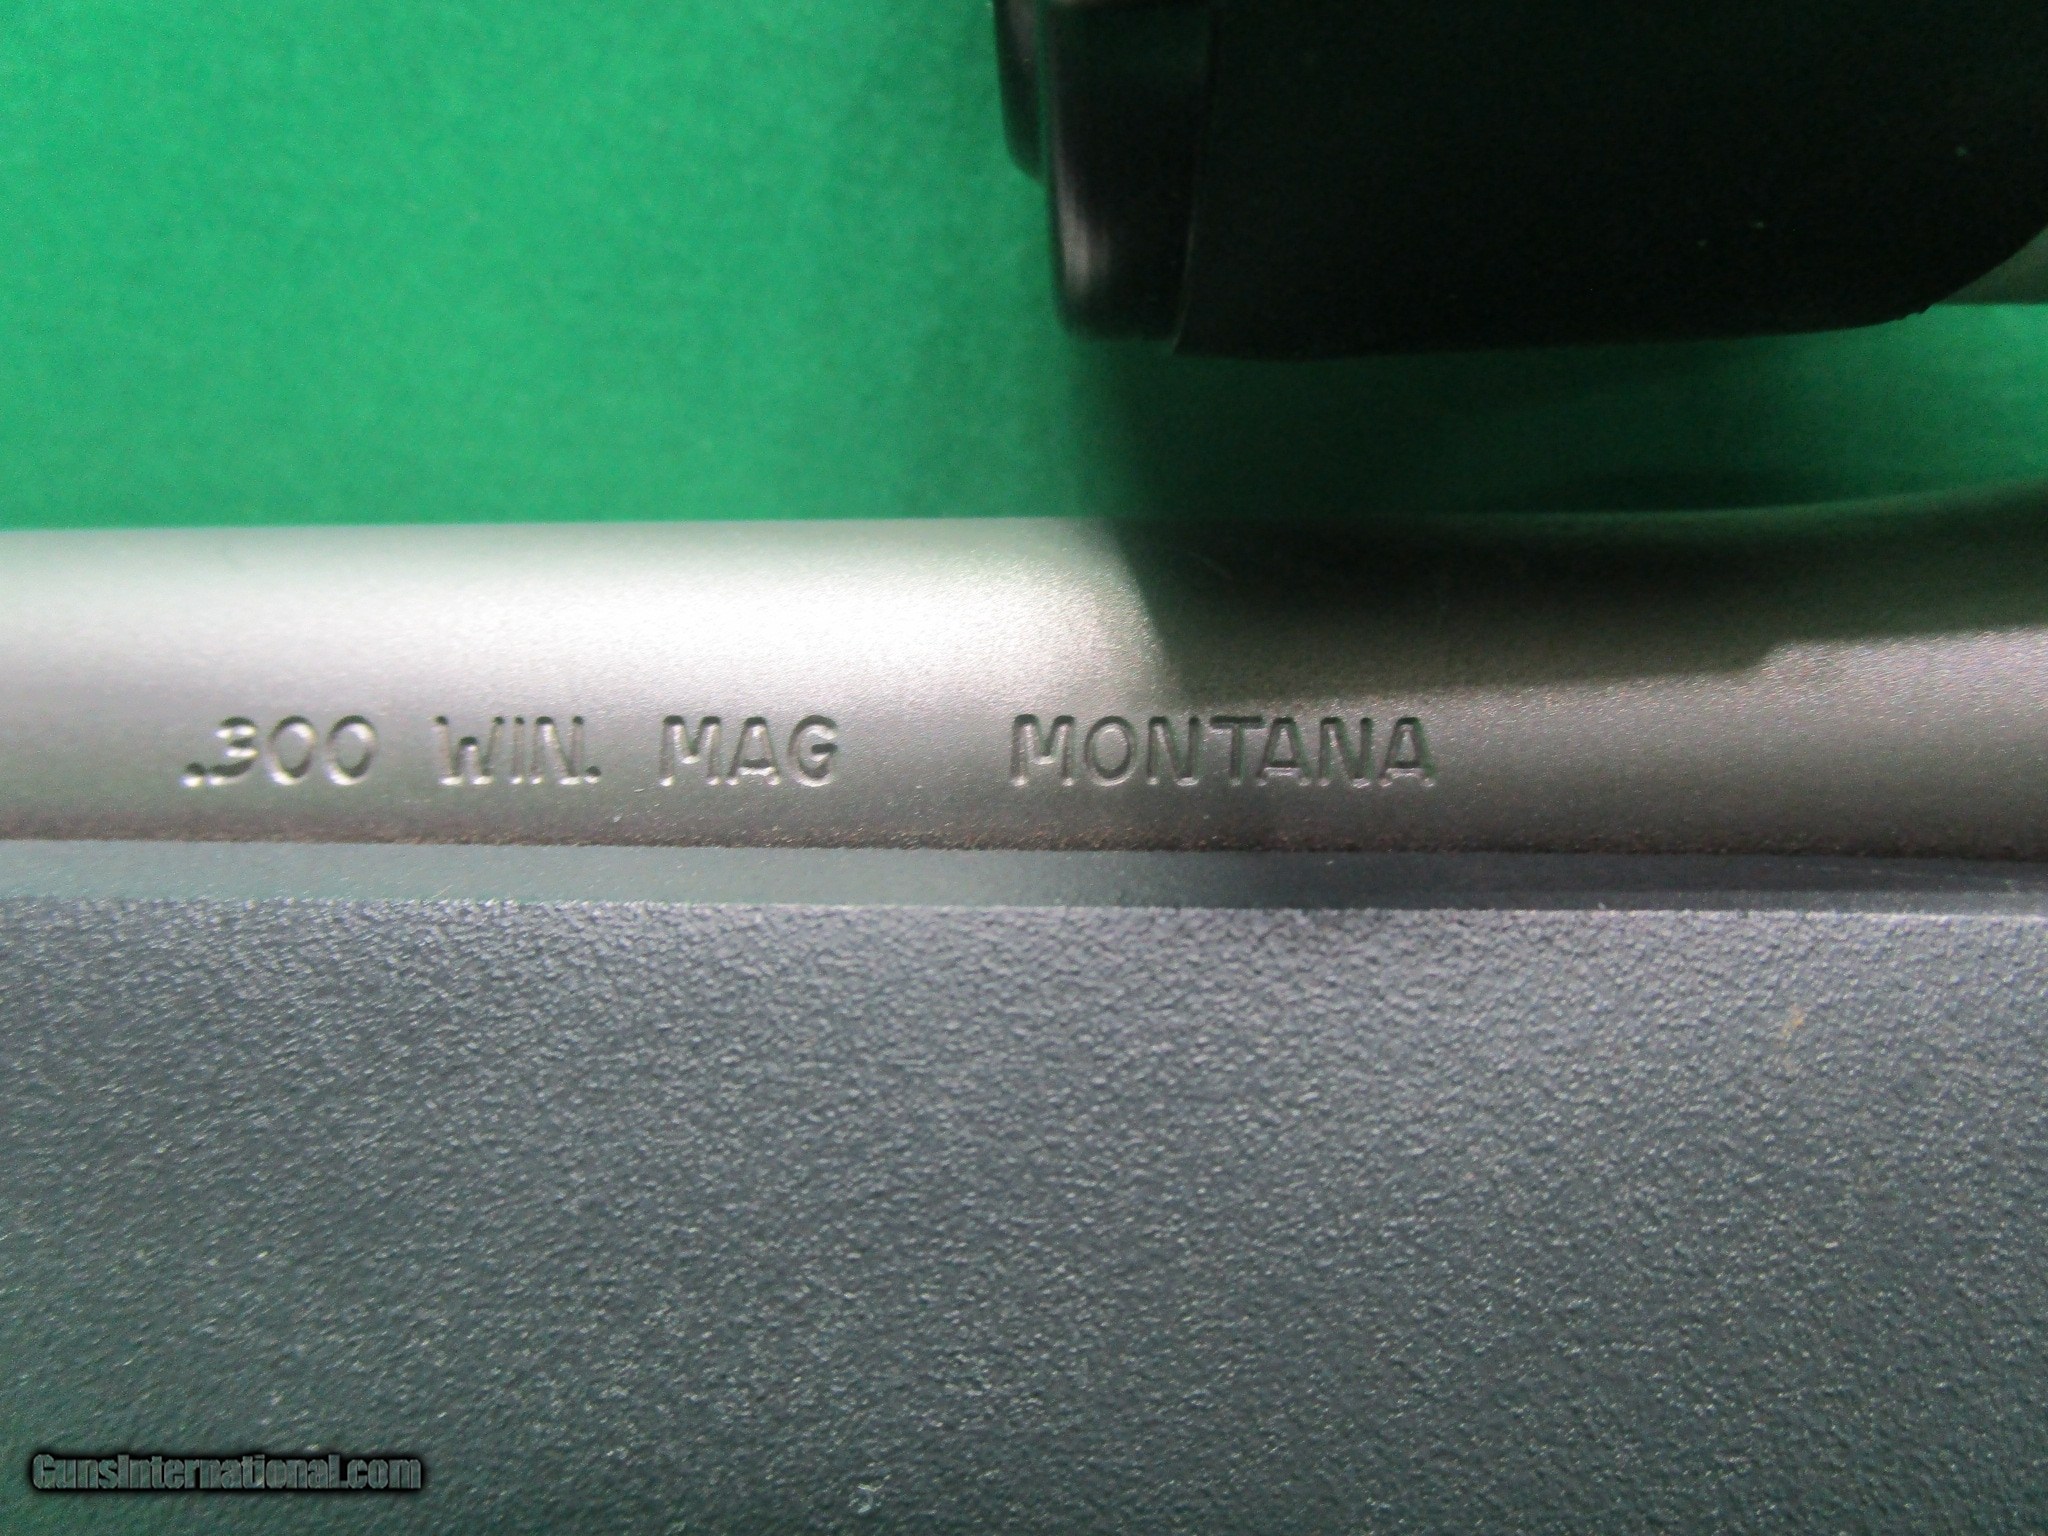 .300 WIN. MAG MONTANA
GunsInternational.com